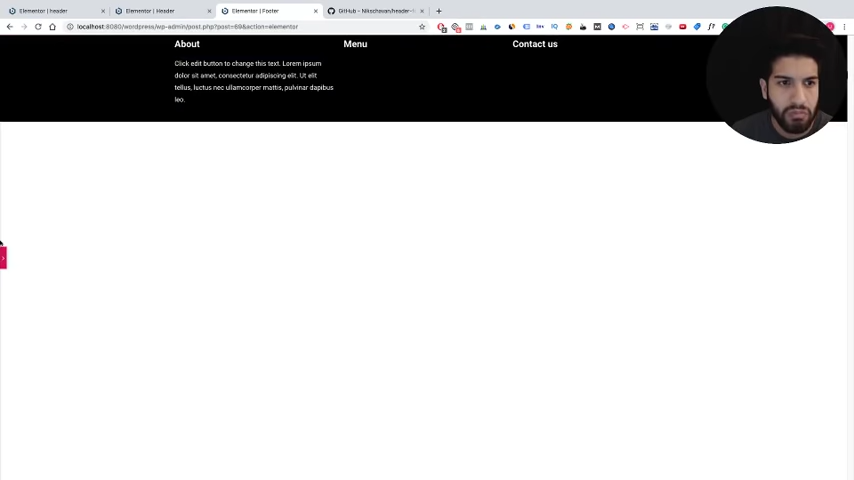 Elementor | header
Elementor | Header
Elementor | Footer
GitHub - Nikschavan/header-f
localhost:8080/wordpress/wp-admin/post.php?post=69&action=elementor
About
Menu
Contact us
Click edit button to change this text. Lorem ipsum
dolor sit amet, consectetur adipiscing elit. Ut elit
tellus, luctus nec ullamcorper mattis, pulvinar dapibus
leo.